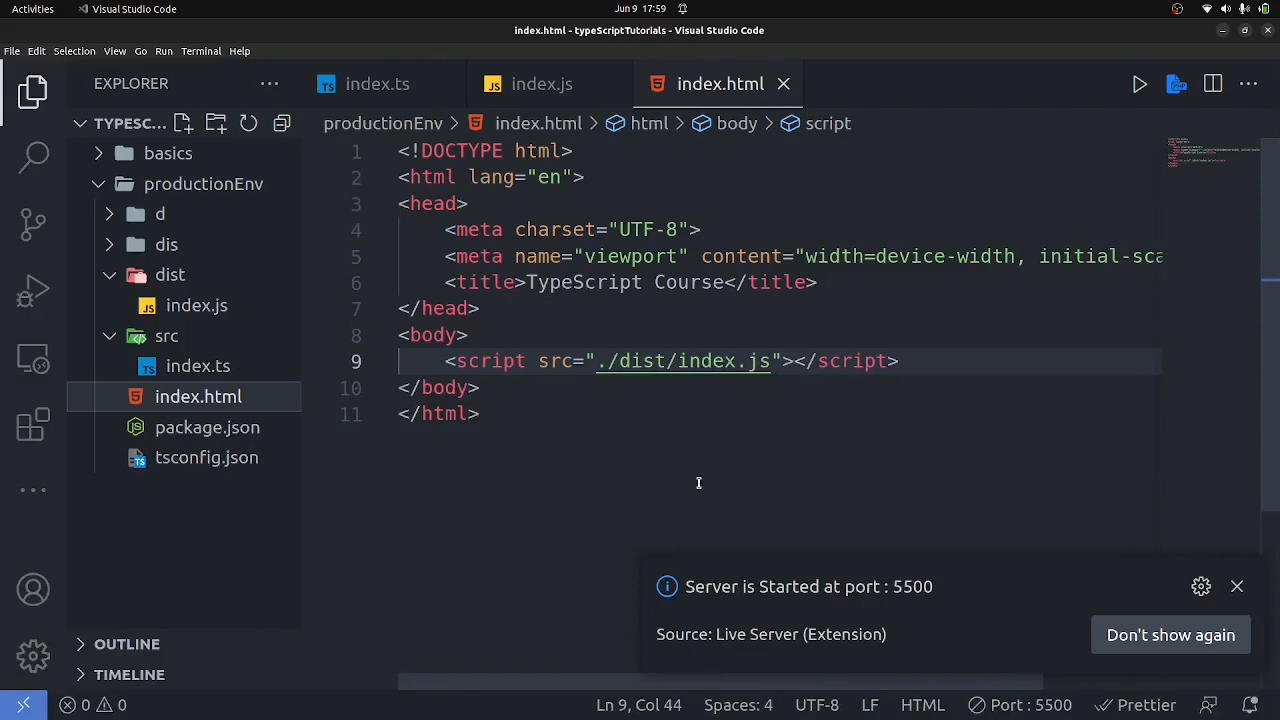 Activities
Visual Studio Code
Jun 9 17:59
index.html - typeScriptTutorials - Visual Studio Code
File Edit Selection View Go Run Terminal Help
EXPLORER
TYPESC...
basics
productionEnv
d
dis
dist
JS index.js
src
TS index.ts
index.html
package.json
TS tsconfig.json
OUTLINE
TIMELINE
TS index.ts
JS index.js
index.html
productionEnv > index.html > html > body > script
1 <!DOCTYPE html>
2 <html lang="en">
3 <head>
4 <meta charset="UTF-8">
5 <meta name="viewport" content="width=device-width, initial-sca
6 <title>TypeScript Course</title>
7 </head>
8 <body>
9 <script src="./dist/index.js"></script>
10 </body>
11 </html>
Server is Started at port : 5500
Source: Live Server (Extension)
Don't show again
0 0
Ln 9, Col 44
Spaces: 4
UTF-8
LF
HTML
Port : 5500
Prettier